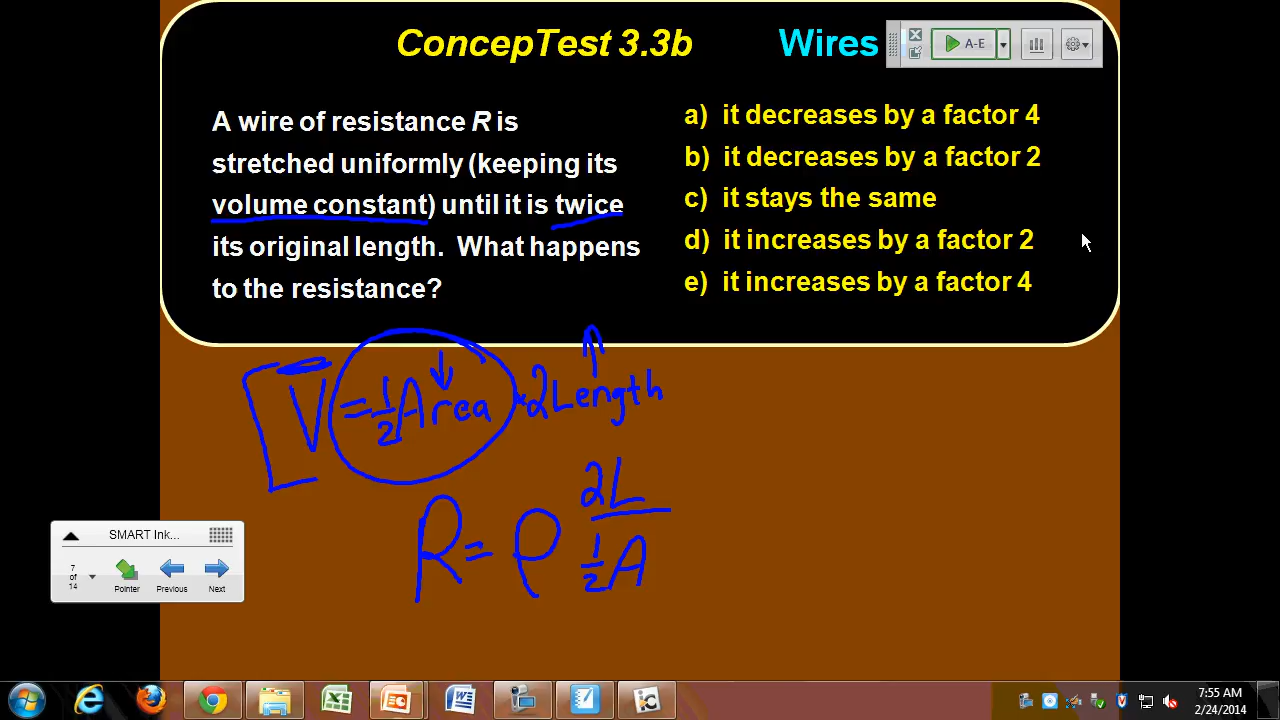 ConcepTest 3.3b Wires
A-E
A wire of resistance R is
stretched uniformly (keeping its
volume constant) until it is twice
its original length. What happens
to the resistance?
a) it decreases by a factor 4
b) it decreases by a factor 2
c) it stays the same
d) it increases by a factor 2
e) it increases by a factor 4
V = 1/2 Area * 2 Length
R = ρ 2L
1/2 A
SMART Ink...
7
of
14
Pointer Previous Next
7:55 AM
2/24/2014